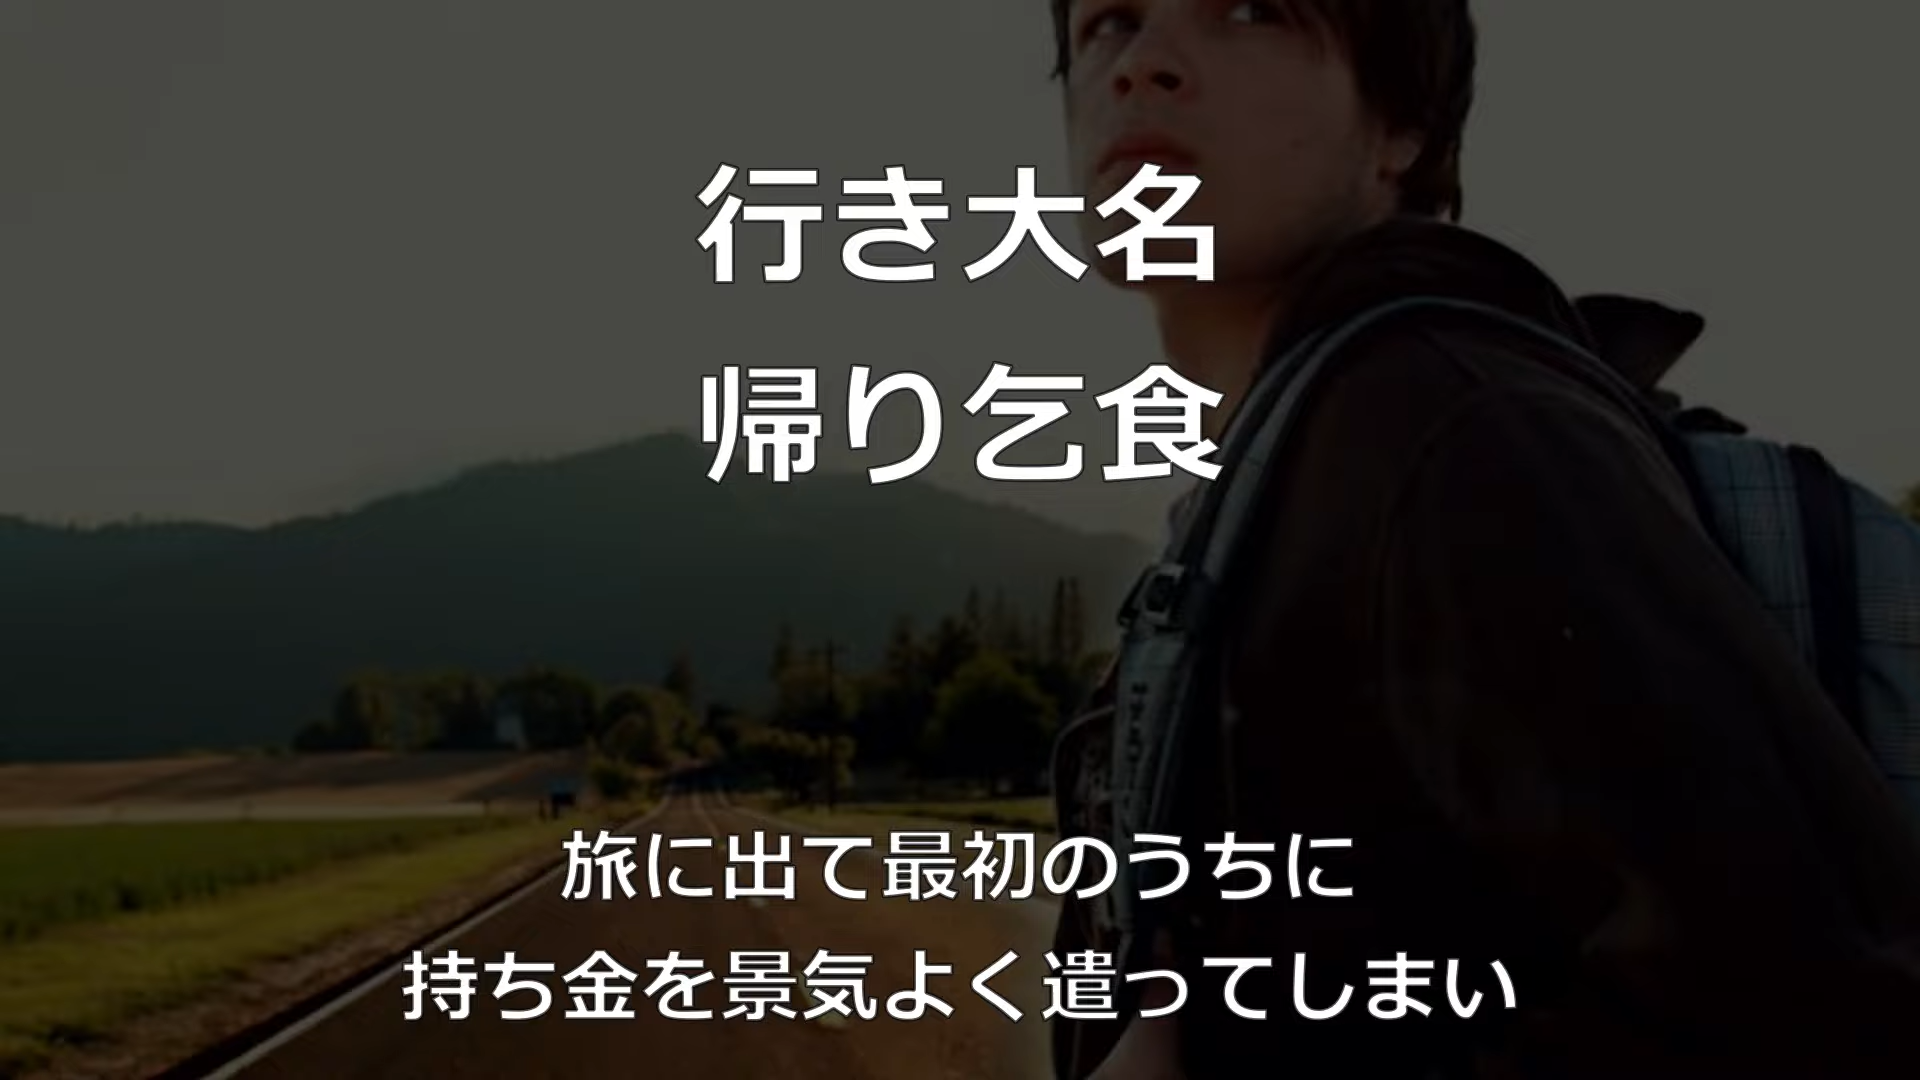 行き大名
帰り乞食
旅に出て最初のうちに
持ち金を景気よく遣ってしまい